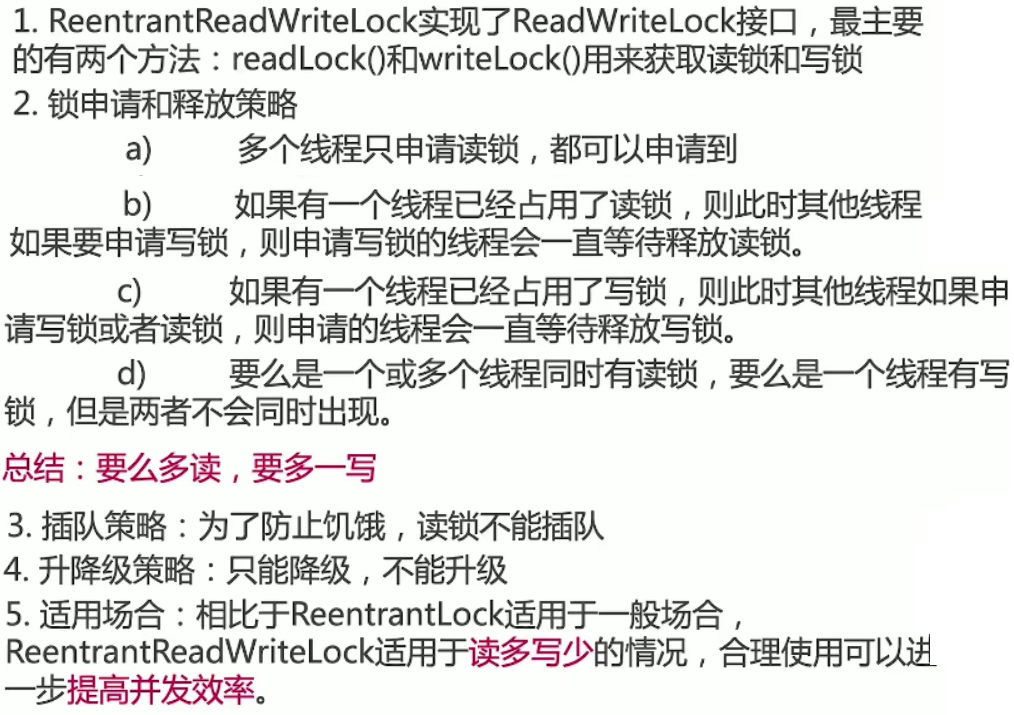 1. ReentrantReadWriteLock实现了ReadWriteLock接口，最主要
的有两个方法：readLock()和writeLock()用来获取读锁和写锁
2. 锁申请和释放策略
a) 多个线程只申请读锁，都可以申请到
b) 如果有一个线程已经占用了读锁，则此时其他线程
如果要申请写锁，则申请写锁的线程会一直等待释放读锁。
c) 如果有一个线程已经占用了写锁，则此时其他线程如果申
请写锁或者读锁，则申请的线程会一直等待释放写锁。
d) 要么是一个或多个线程同时有读锁，要么是一个线程有写
锁，但是两者不会同时出现。
总结：要么多读，要多一写
3. 插队策略：为了防止饥饿，读锁不能插队
4. 升降级策略：只能降级，不能升级
5. 适用场合：相比于ReentrantLock适用于一般场合，
ReentrantReadWriteLock适用于读多写少的情况，合理使用可以进
一步提高并发效率。